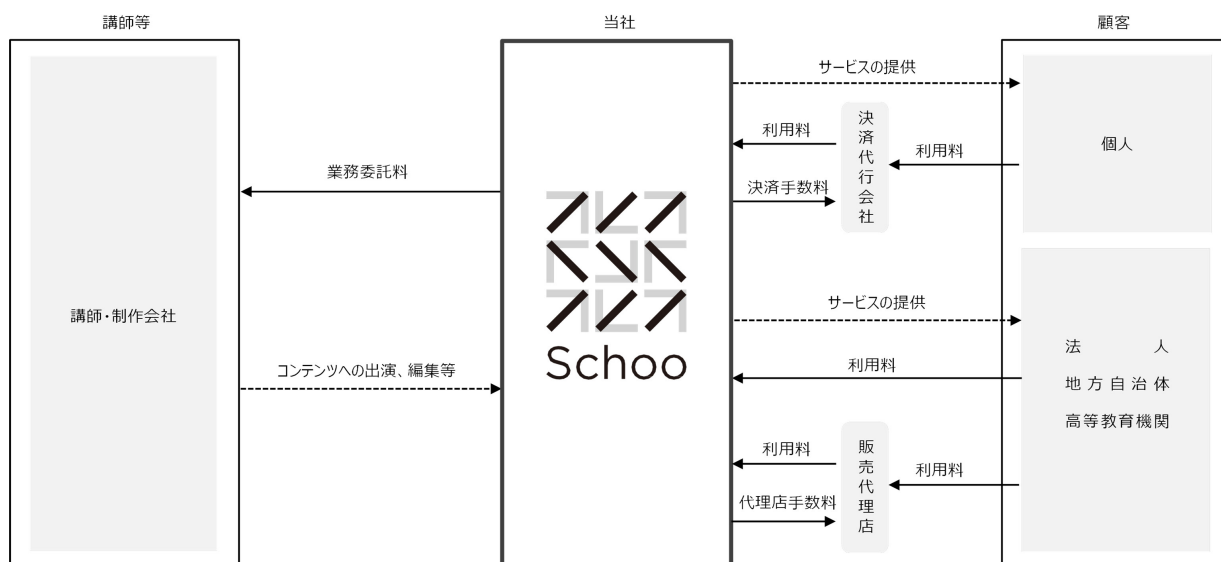 講師等
当社
顧客
講師・制作会社
業務委託料
コンテンツへの出演、編集等
Schoo
サービスの提供
利用料
決済手数料
決済代行会社
利用料
個人
サービスの提供
利用料
利用料
代理店手数料
販売代理店
利用料
法人
地方自治体
高等教育機関